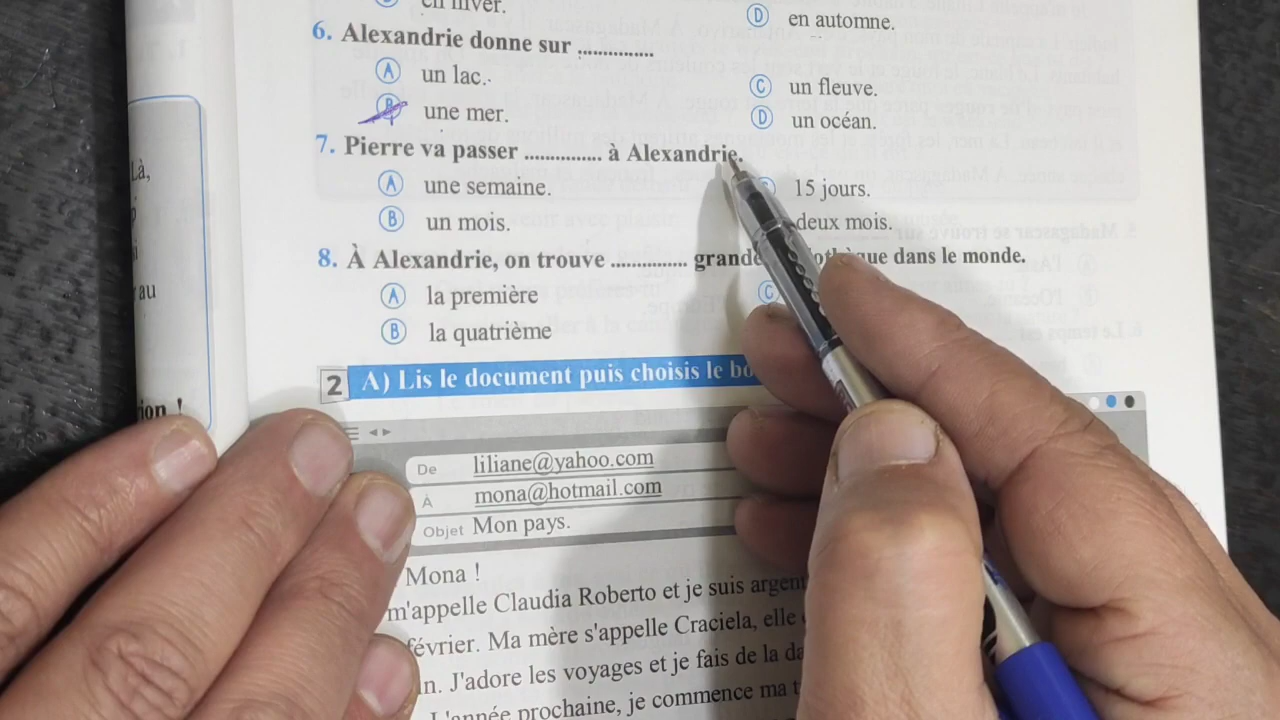 en hiver.
D en automne.
6. Alexandrie donne sur ...............
A un lac.
C un fleuve.
B une mer.
D un océan.
7. Pierre va passer ............... à Alexandrie.
A une semaine.
15 jours.
B un mois.
deux mois.
8. À Alexandrie, on trouve ............... grande dans le monde.
A la première
C
B la quatrième
2 A) Lis le document puis choisis le
De liliane@yahoo.com
À mona@hotmail.com
Objet Mon pays.
Mona !
m'appelle Claudia Roberto et je suis
février. Ma mère s'appelle Craciela, elle
J'adore les voyages et je fais de la
L'année prochaine, je commence ma
Là,
au